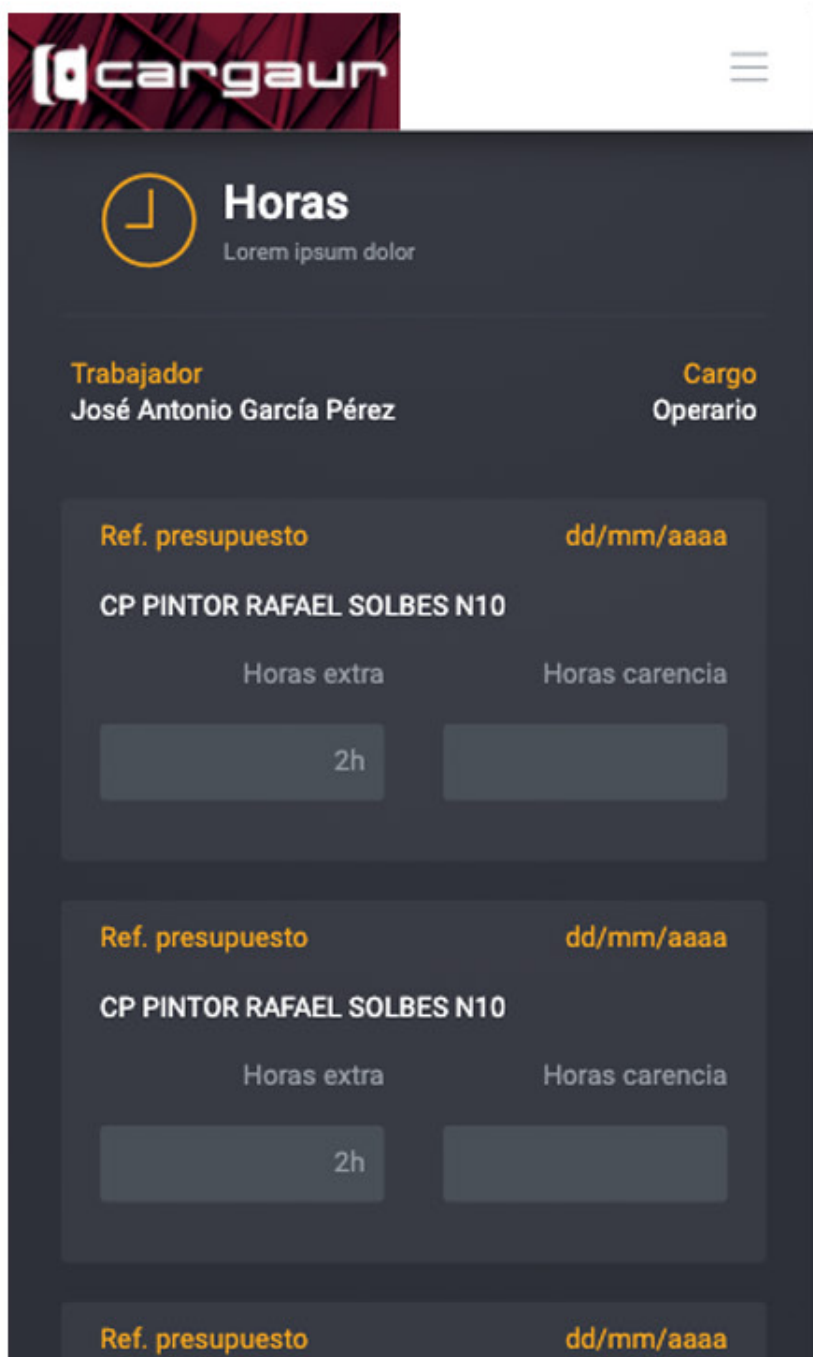 cargaur
Horas
Lorem ipsum dolor
Trabajador Cargo
José Antonio García Pérez Operario
Ref. presupuesto dd/mm/aaaa
CP PINTOR RAFAEL SOLBES N10
Horas extra Horas carencia
2h
Ref. presupuesto dd/mm/aaaa
CP PINTOR RAFAEL SOLBES N10
Horas extra Horas carencia
2h
Ref. presupuesto dd/mm/aaaa